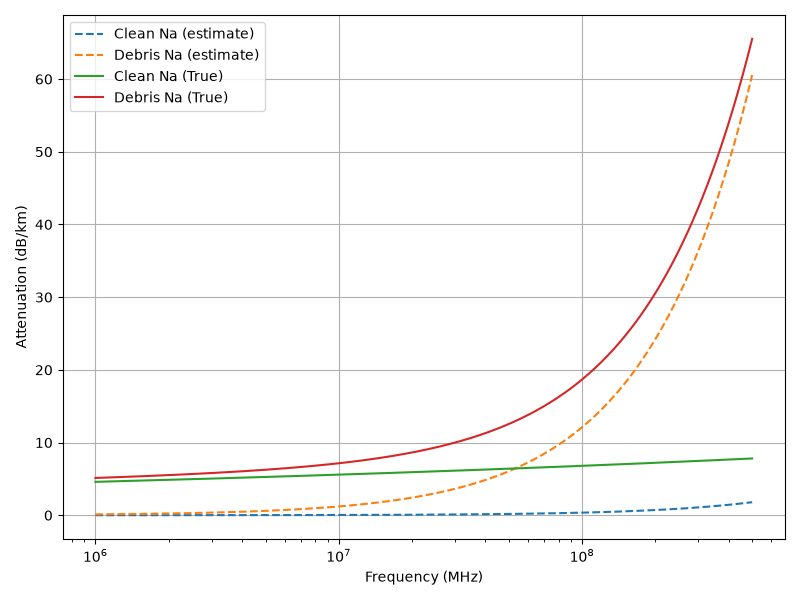 Clean Na (estimate)
Debris Na (estimate)
Clean Na (True)
Debris Na (True)
60
50
40
30
20
10
0
Attenuation (dB/km)
10⁶
10⁷
10⁸
Frequency (MHz)